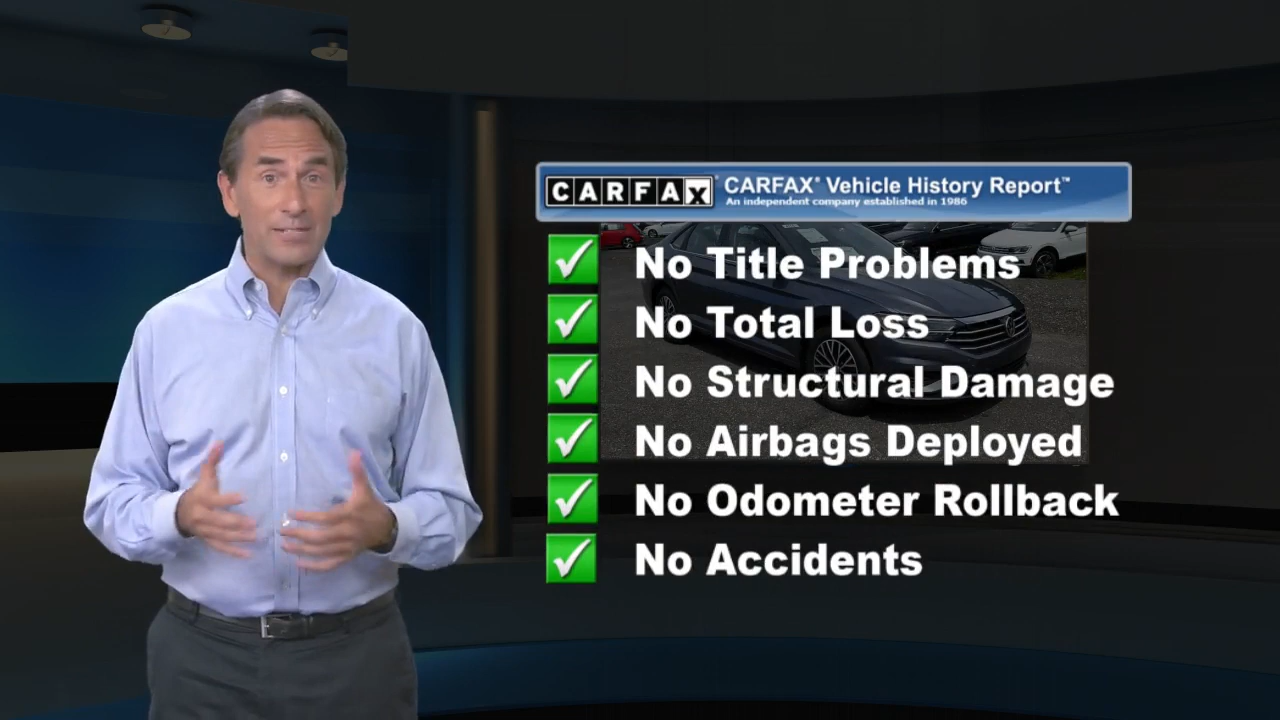 CARFAX
CARFAX® Vehicle History Report™
An independent company established in 1986
No Title Problems
No Total Loss
No Structural Damage
No Airbags Deployed
No Odometer Rollback
No Accidents